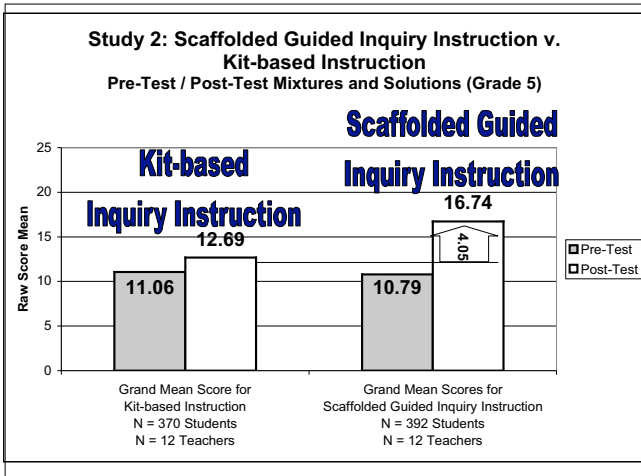 Study 2: Scaffolded Guided Inquiry Instruction v.
Kit-based Instruction
Pre-Test / Post-Test Mixtures and Solutions (Grade 5)
Kit-based
Inquiry Instruction
Scaffolded Guided
Inquiry Instruction
Raw Score Mean
25
20
15
10
5
0
11.06
12.69
10.79
16.74
4.05
Pre-Test
Post-Test
Grand Mean Score for
Kit-based Instruction
N = 370 Students
N = 12 Teachers
Grand Mean Scores for
Scaffolded Guided Inquiry Instruction
N = 392 Students
N = 12 Teachers